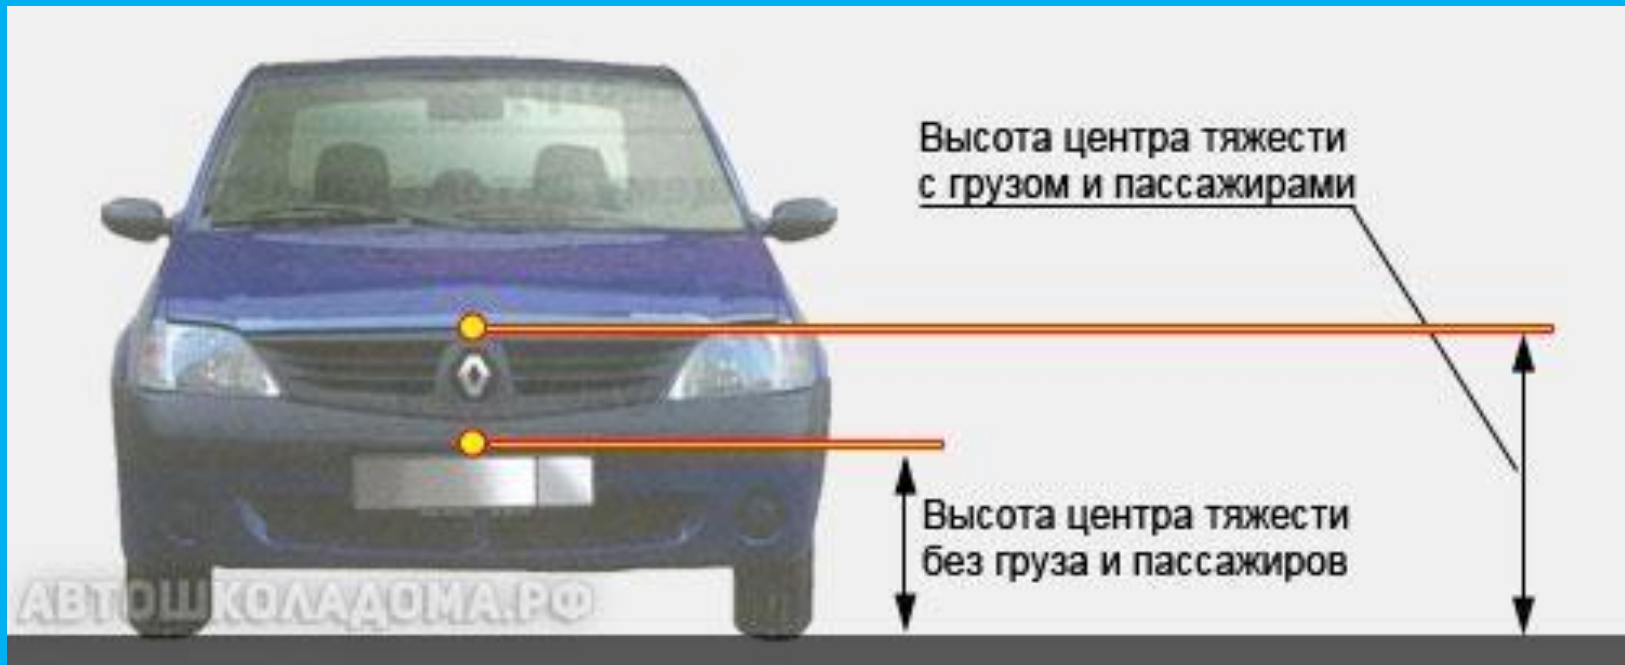 Высота центра тяжести
с грузом и пассажирами
Высота центра тяжести
без груза и пассажиров
АВТОШКОЛАДОМА.РФ